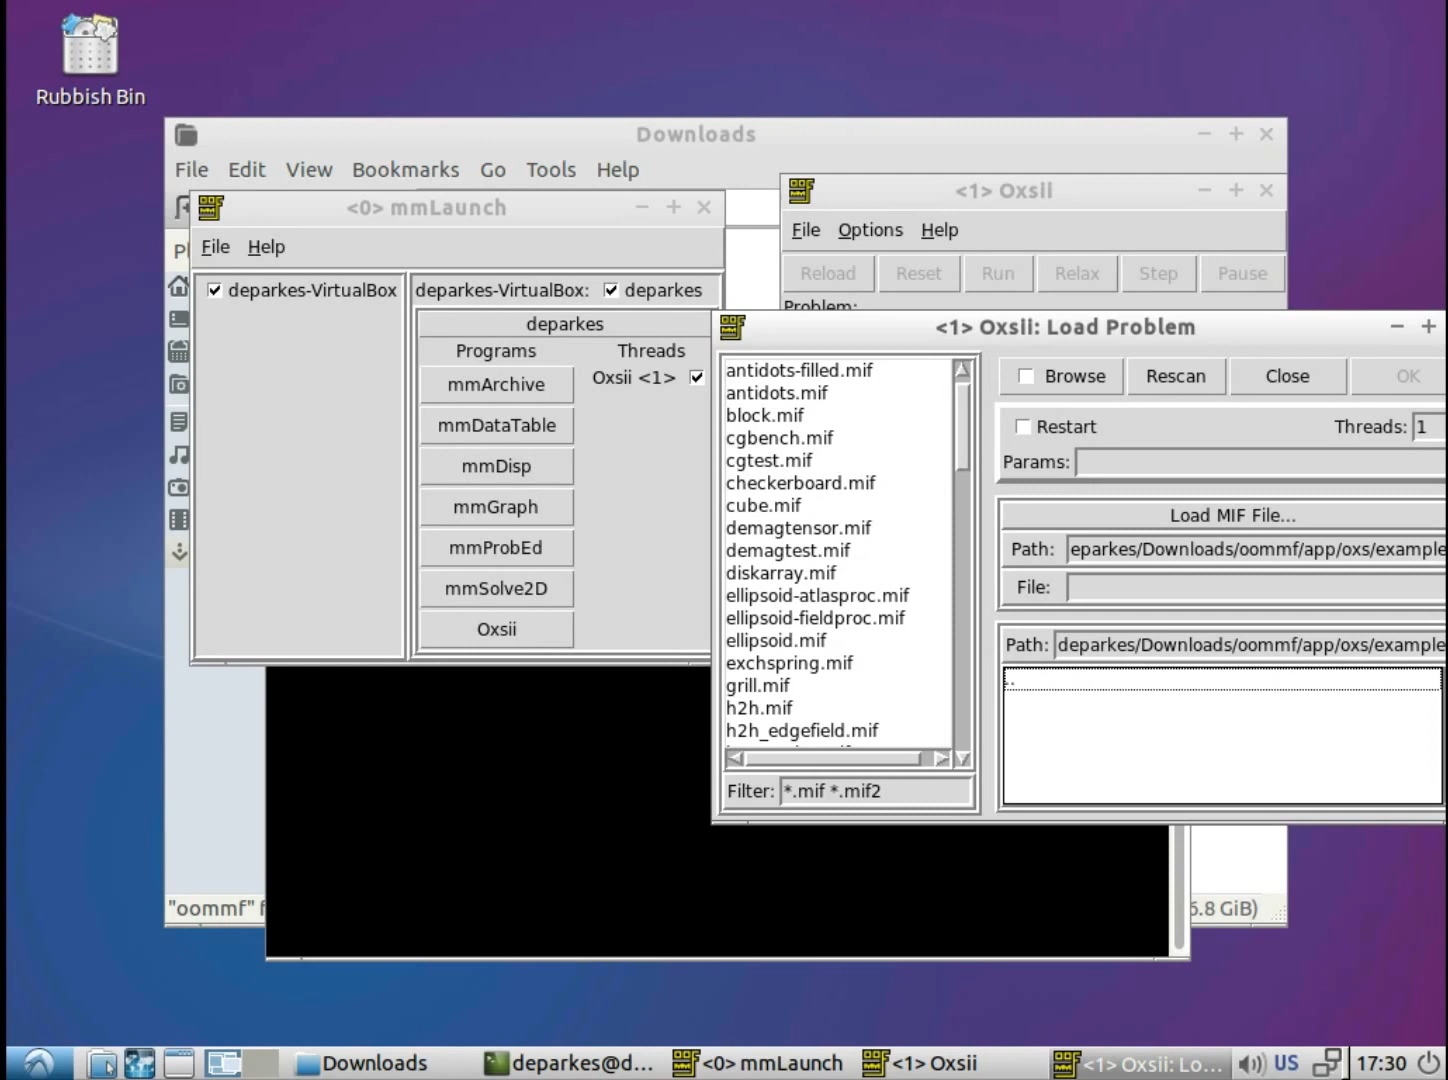 Rubbish Bin
Downloads
File Edit View Bookmarks Go Tools Help
<0> mmLaunch
File Help
deparkes-VirtualBox
deparkes-VirtualBox: deparkes
deparkes
Programs Threads
mmArchive
Oxsii <1>
mmDataTable
mmDisp
mmGraph
mmProbEd
mmSolve2D
Oxsii
<1> Oxsii
File Options Help
Reload Reset Run Relax Step Pause
Problem:
<1> Oxsii: Load Problem
antidots-filled.mif
antidots.mif
block.mif
cgbench.mif
cgtest.mif
checkerboard.mif
cube.mif
demagtensor.mif
demagtest.mif
diskarray.mif
ellipsoid-atlasproc.mif
ellipsoid-fieldproc.mif
ellipsoid.mif
exchspring.mif
grill.mif
h2h.mif
h2h_edgefield.mif
Filter: *.mif *.mif2
Browse Rescan Close OK
Restart Threads: 1
Params:
Load MIF File...
Path: eparkes/Downloads/oommf/app/oxs/example
File:
Path: deparkes/Downloads/oommf/app/oxs/example
..
"oommf" f
6.8 GiB)
Downloads deparkes@d... <0> mmLaunch <1> Oxsii <1> Oxsii: Lo... US 17:30